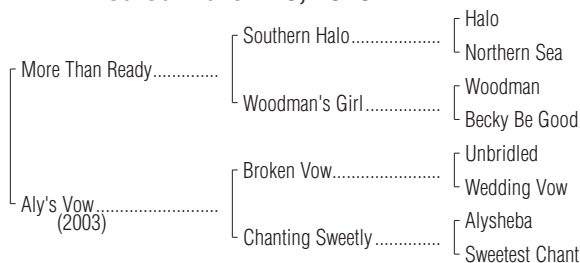 Halo
Southern Halo
Northern Sea
More Than Ready
Woodman
Woodman's Girl
Becky Be Good
Unbridled
Broken Vow
Wedding Vow
Aly's Vow
(2003)
Alysheba
Chanting Sweetly
Sweetest Chant